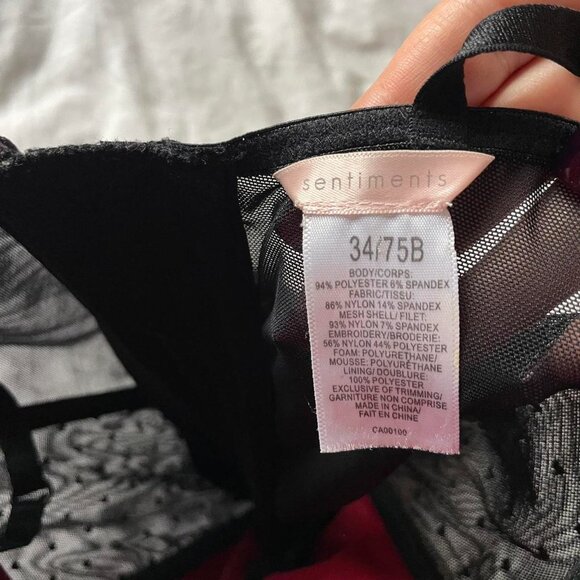 sentiments
34/75B
BODY/CORPS:
94% POLYESTER 6% SPANDEX
FABRIC/TISSU:
86% NYLON 14% SPANDEX
MESH SHELL/ FILET:
93% NYLON 7% SPANDEX
EMBROIDERY/BRODERIE:
56% NYLON 44% POLYESTER
FOAM: POLYURETHANE/
MOUSSE: POLYURÉTHANE
LINING/ DOUBLURE:
100% POLYESTER
EXCLUSIVE OF TRIMMING/
GARNITURE NON COMPRISE
MADE IN CHINA/
FAIT EN CHINE
CA00100